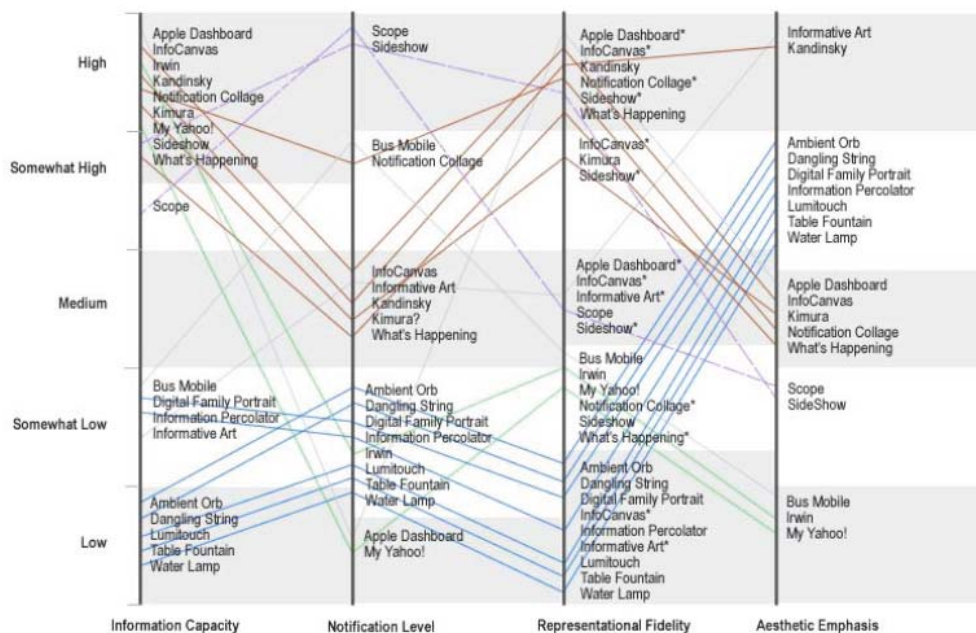 High
Somewhat High
Medium
Somewhat Low
Low
Apple Dashboard
InfoCanvas
Irwin
Kandinsky
Notification Collage
Kimura
My Yahoo!
Sideshow
What's Happening
Scope
Bus Mobile
Digital Family Portrait
Information Percolator
Informative Art
Ambient Orb
Dangling String
Lumitouch
Table Fountain
Water Lamp
Information Capacity
Scope
Sideshow
Bus Mobile
Notification Collage
InfoCanvas
Informative Art
Kandinsky
Kimura?
What's Happening
Ambient Orb
Dangling String
Digital Family Portrait
Information Percolator
Irwin
Lumitouch
Table Fountain
Water Lamp
Apple Dashboard
My Yahoo!
Notification Level
Apple Dashboard*
InfoCanvas*
Kandinsky
Notification Collage*
Sideshow*
What's Happening
InfoCanvas*
Kimura
Sideshow*
Apple Dashboard*
InfoCanvas*
Informative Art*
Scope
Sideshow*
Bus Mobile
Irwin
My Yahoo!
Notification Collage*
Sideshow
What's Happening*
Ambient Orb
Dangling String
Digital Family Portrait
InfoCanvas*
Information Percolator
Informative Art*
Lumitouch
Table Fountain
Water Lamp
Representational Fidelity
Informative Art
Kandinsky
Ambient Orb
Dangling String
Digital Family Portrait
Information Percolator
Lumitouch
Table Fountain
Water Lamp
Apple Dashboard
InfoCanvas
Kimura
Notification Collage
What's Happening
Scope
SideShow
Bus Mobile
Irwin
My Yahoo!
Aesthetic Emphasis